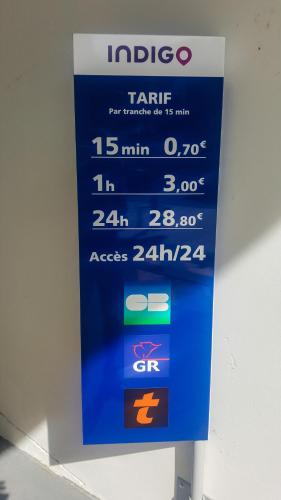 INDIGO
TARIF
Par tranche de 15 min
15 min 0,70€
1h 3,00€
24h 28,80€
Accès 24h/24
CB
GR
t